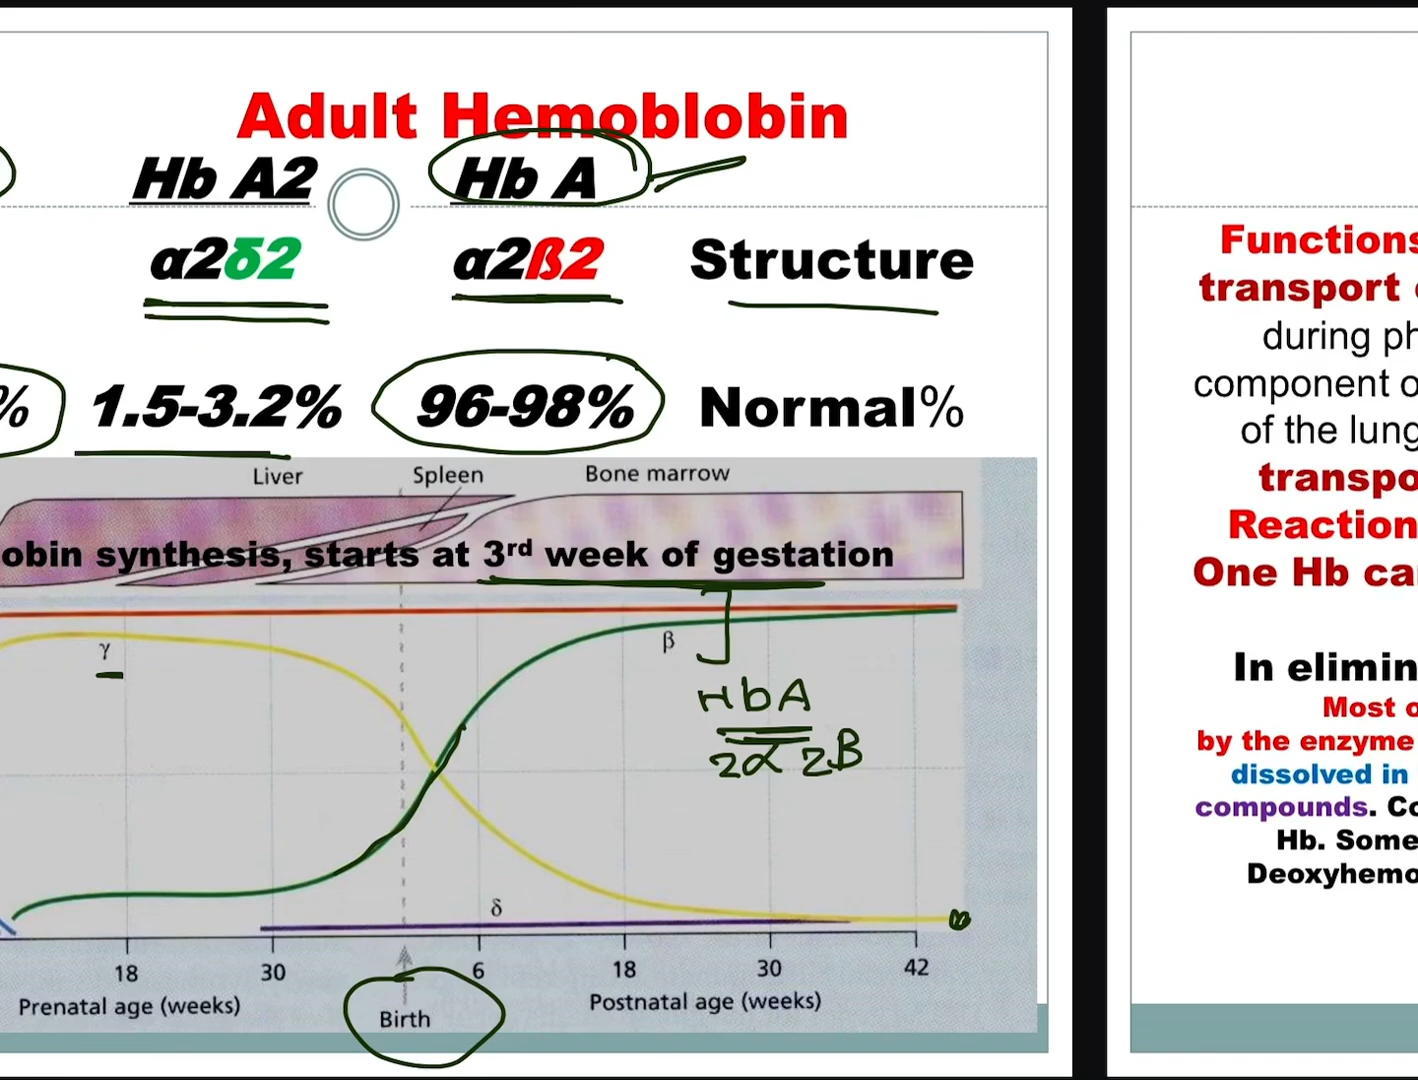 Adult Hemoblobin
Hb A2 Hb A
α2δ2 α2ß2 Structure
% 1.5-3.2% 96-98% Normal%
Liver Spleen Bone marrow
obin synthesis, starts at 3rd week of gestation
γ β
HbA
2α 2B
δ
18 30 6 18 30 42
Prenatal age (weeks) Postnatal age (weeks)
Birth
Functions
transport
during ph
component o
of the lung
transpo
Reaction
One Hb ca
In elimin
Most o
by the enzyme
dissolved in
compounds. Co
Hb. Some
Deoxyhemo